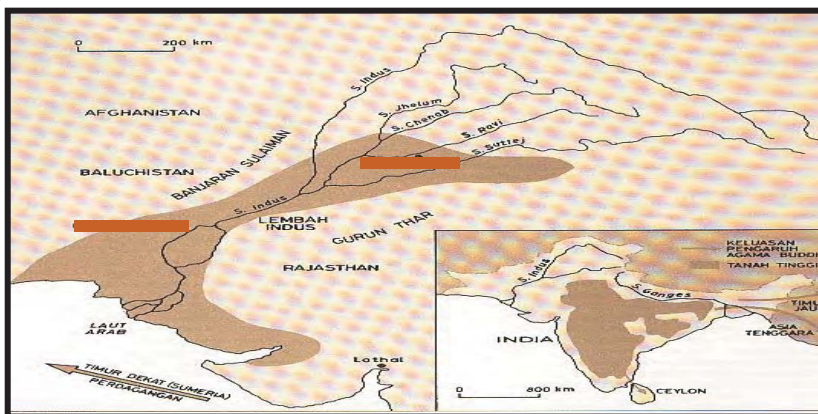 0 200 km
S. Indus
S. Jhelum
S. Chenab
S. Ravi
S. Sutlej
AFGHANISTAN
BANJARAN SULAIMAN
BALUCHISTAN
S. Indus
LEMBAH
INDUS
GURUN THAR
RAJASTHAN
LAUT
ARAB
Lothal
TIMUR DEKAT (SUMERIA)
PERDAGANGAN
KELUASAN
PENGARUH
AGAMA
TANAH
S. Indus
S. Ganges
ASIA
TENGGARA
INDIA
0 800 km
CEYLON